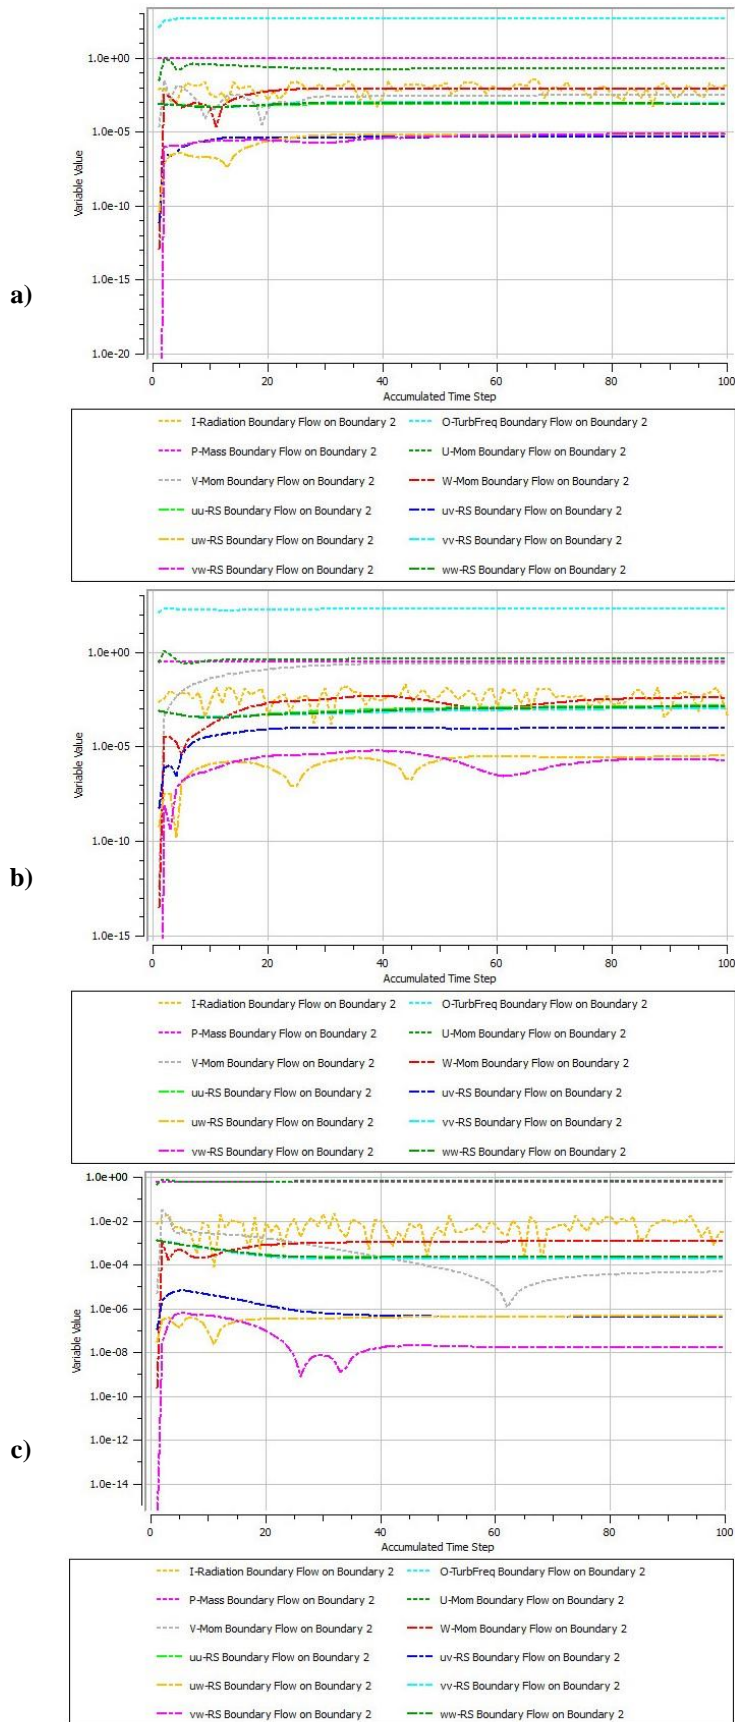 a)
Variable Value
1.0e+00
1.0e-05
1.0e-10
1.0e-15
1.0e-20
0 20 40 60 80 100
Accumulated Time Step
I-Radiation Boundary Flow on Boundary 2 O-TurbFreq Boundary Flow on Boundary 2
P-Mass Boundary Flow on Boundary 2 U-Mom Boundary Flow on Boundary 2
V-Mom Boundary Flow on Boundary 2 W-Mom Boundary Flow on Boundary 2
uu-RS Boundary Flow on Boundary 2 uv-RS Boundary Flow on Boundary 2
uw-RS Boundary Flow on Boundary 2 vv-RS Boundary Flow on Boundary 2
vw-RS Boundary Flow on Boundary 2 ww-RS Boundary Flow on Boundary 2
b)
Variable Value
1.0e+00
1.0e-05
1.0e-10
1.0e-15
0 20 40 60 80 100
Accumulated Time Step
I-Radiation Boundary Flow on Boundary 2 O-TurbFreq Boundary Flow on Boundary 2
P-Mass Boundary Flow on Boundary 2 U-Mom Boundary Flow on Boundary 2
V-Mom Boundary Flow on Boundary 2 W-Mom Boundary Flow on Boundary 2
uu-RS Boundary Flow on Boundary 2 uv-RS Boundary Flow on Boundary 2
uw-RS Boundary Flow on Boundary 2 vv-RS Boundary Flow on Boundary 2
vw-RS Boundary Flow on Boundary 2 ww-RS Boundary Flow on Boundary 2
c)
Variable Value
1.0e+00
1.0e-02
1.0e-04
1.0e-06
1.0e-08
1.0e-10
1.0e-12
1.0e-14
0 20 40 60 80 100
Accumulated Time Step
I-Radiation Boundary Flow on Boundary 2 O-TurbFreq Boundary Flow on Boundary 2
P-Mass Boundary Flow on Boundary 2 U-Mom Boundary Flow on Boundary 2
V-Mom Boundary Flow on Boundary 2 W-Mom Boundary Flow on Boundary 2
uu-RS Boundary Flow on Boundary 2 uv-RS Boundary Flow on Boundary 2
uw-RS Boundary Flow on Boundary 2 vv-RS Boundary Flow on Boundary 2
vw-RS Boundary Flow on Boundary 2 ww-RS Boundary Flow on Boundary 2